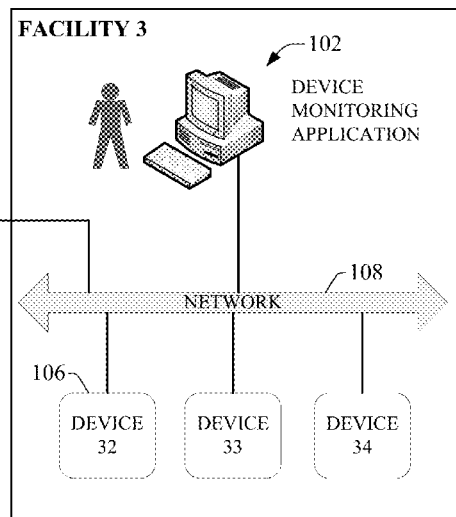 FACILITY 3
102
DEVICE
MONITORING
APPLICATION
108
NETWORK
106
DEVICE
32
DEVICE
33
DEVICE
34